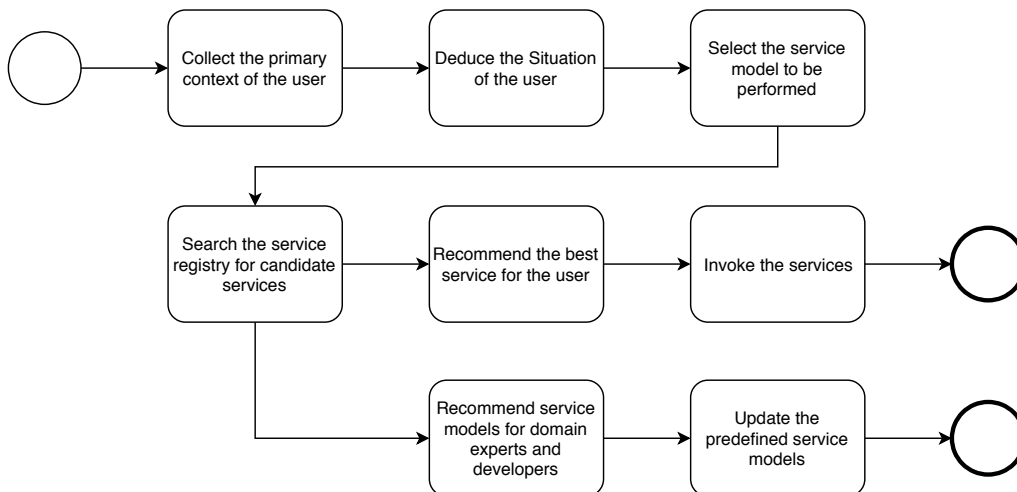 Collect the primary
context of the user
Deduce the Situation
of the user
Select the service
model to be
performed
Search the service
registry for candidate
services
Recommend the best
service for the user
Invoke the services
Recommend service
models for domain
experts and
developers
Update the
predefined service
models